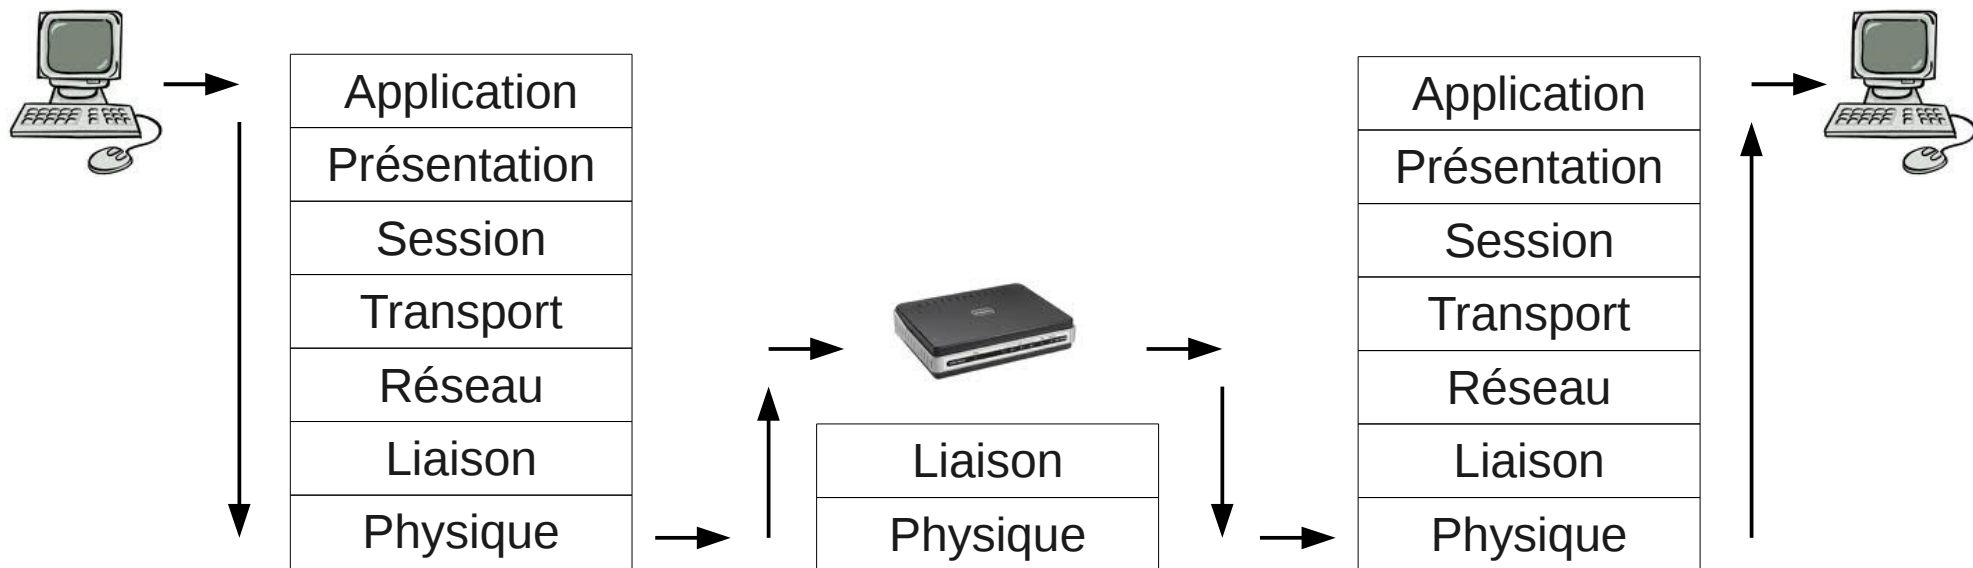 Application
Présentation
Session
Transport
Réseau
Liaison
Physique
Liaison
Physique
Application
Présentation
Session
Transport
Réseau
Liaison
Physique